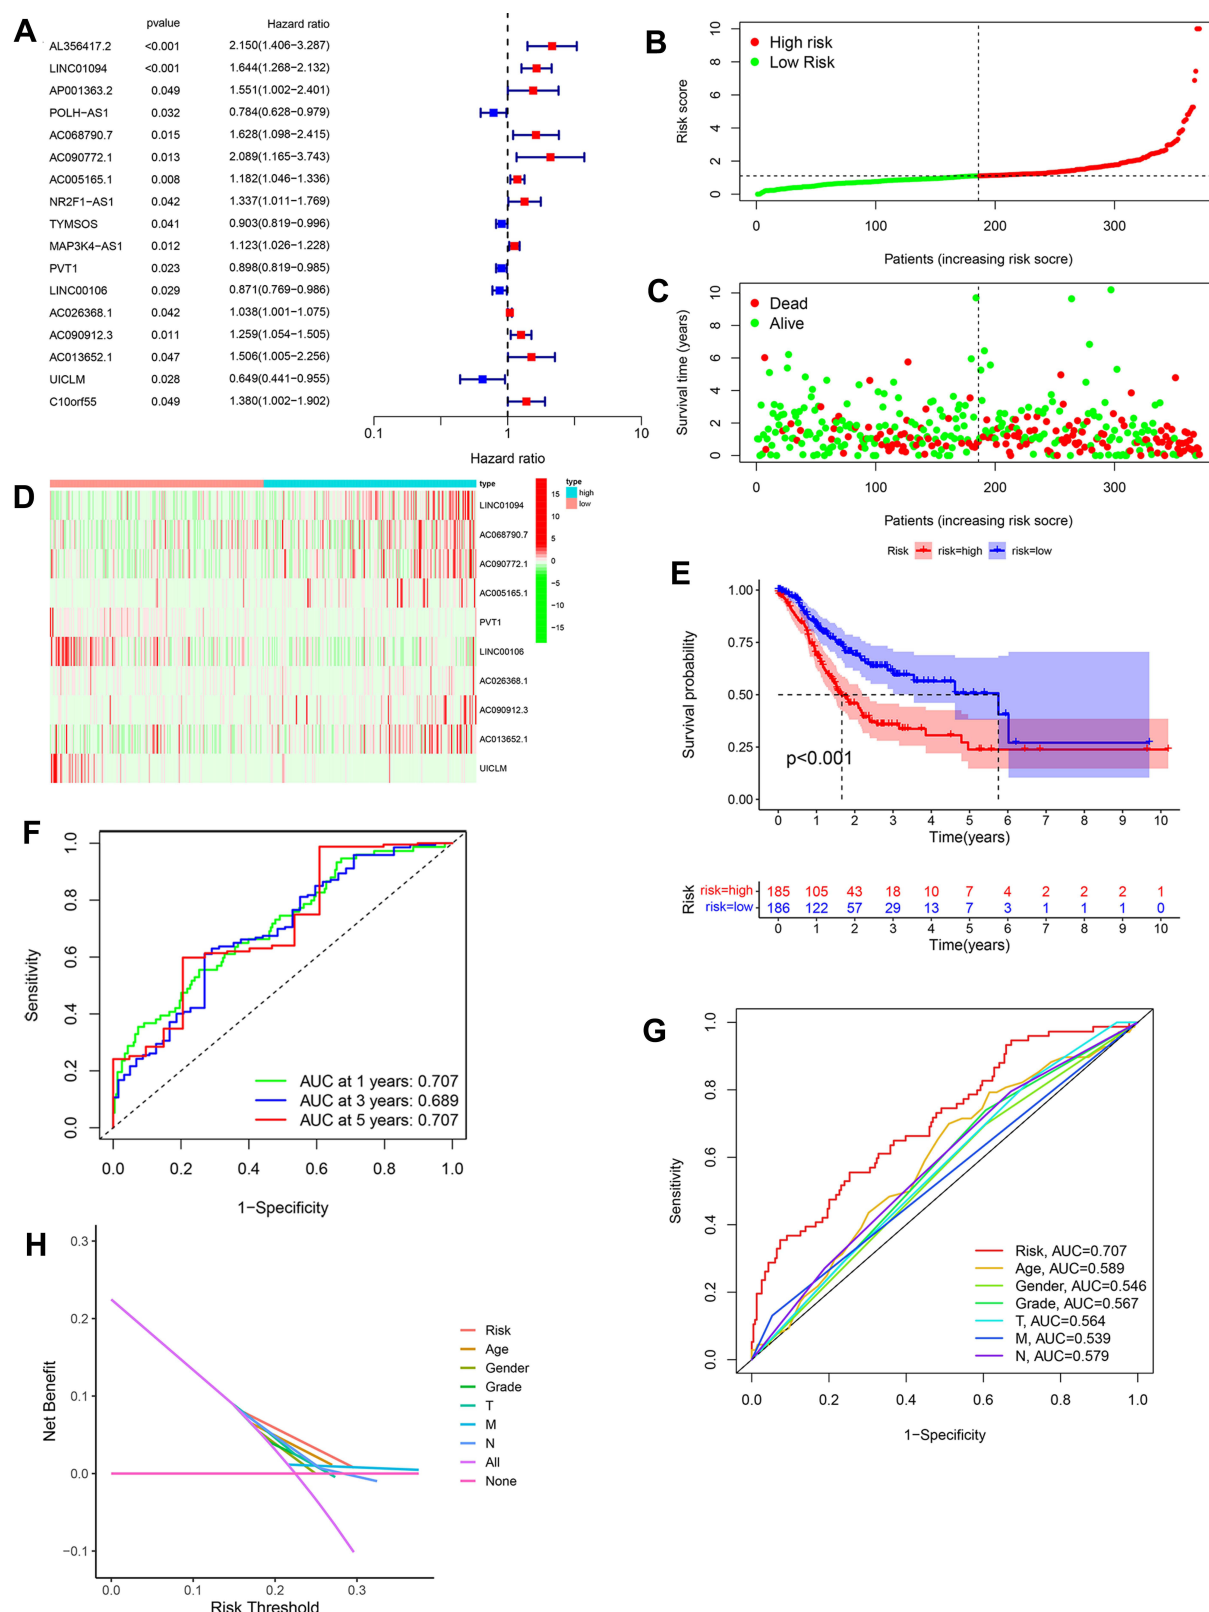 A
pvalue Hazard ratio
AL356417.2 <0.001 2.150(1.406−3.287)
LINC01094 <0.001 1.644(1.268−2.132)
AP001363.2 0.049 1.551(1.002−2.401)
POLH−AS1 0.032 0.784(0.628−0.979)
AC068790.7 0.015 1.628(1.098−2.415)
AC090772.1 0.013 2.089(1.165−3.743)
AC005165.1 0.008 1.182(1.046−1.336)
NR2F1−AS1 0.042 1.337(1.011−1.769)
TYMSOS 0.041 0.903(0.819−0.996)
MAP3K4−AS1 0.012 1.123(1.026−1.228)
PVT1 0.023 0.898(0.819−0.985)
LINC00106 0.029 0.871(0.769−0.986)
AC026368.1 0.042 1.038(1.001−1.075)
AC090912.3 0.011 1.259(1.054−1.505)
AC013652.1 0.047 1.506(1.005−2.256)
UICLM 0.028 0.649(0.441−0.955)
C10orf55 0.049 1.380(1.002−1.902)
0.1 1 10
Hazard ratio
B
High risk
Low Risk
Risk score
10
8
6
4
2
0
0 100 200 300
Patients (increasing risk socre)
C
Dead
Alive
Survival time (years)
10
8
6
4
2
0
0 100 200 300
Patients (increasing risk socre)
D
type
LINC01094
AC068790.7
AC090772.1
AC005165.1
PVT1
LINC00106
AC026368.1
AC090912.3
AC013652.1
UICLM
15
10
5
0
−5
−10
−15
type
high
low
E
Risk risk=high risk=low
Survival probability
1.00
0.75
0.50
0.25
0.00
p<0.001
0 1 2 3 4 5 6 7 8 9 10
Time(years)
Risk
risk=high 185 105 43 18 10 7 4 2 2 2 1
risk=low 186 122 57 29 13 7 3 1 1 1 0
0 1 2 3 4 5 6 7 8 9 10
Time(years)
F
Sensitivity
1.0
0.8
0.6
0.4
0.2
0.0
AUC at 1 years: 0.707
AUC at 3 years: 0.689
AUC at 5 years: 0.707
0.0 0.2 0.4 0.6 0.8 1.0
1−Specificity
G
Sensitivity
1.0
0.8
0.6
0.4
0.2
0.0
Risk, AUC=0.707
Age, AUC=0.589
Gender, AUC=0.546
Grade, AUC=0.567
T, AUC=0.564
M, AUC=0.539
N, AUC=0.579
0.0 0.2 0.4 0.6 0.8 1.0
1−Specificity
H
Net Benefit
0.3
0.2
0.1
0.0
−0.1
0.0 0.1 0.2 0.3
Risk Threshold
Risk
Age
Gender
Grade
T
M
N
All
None